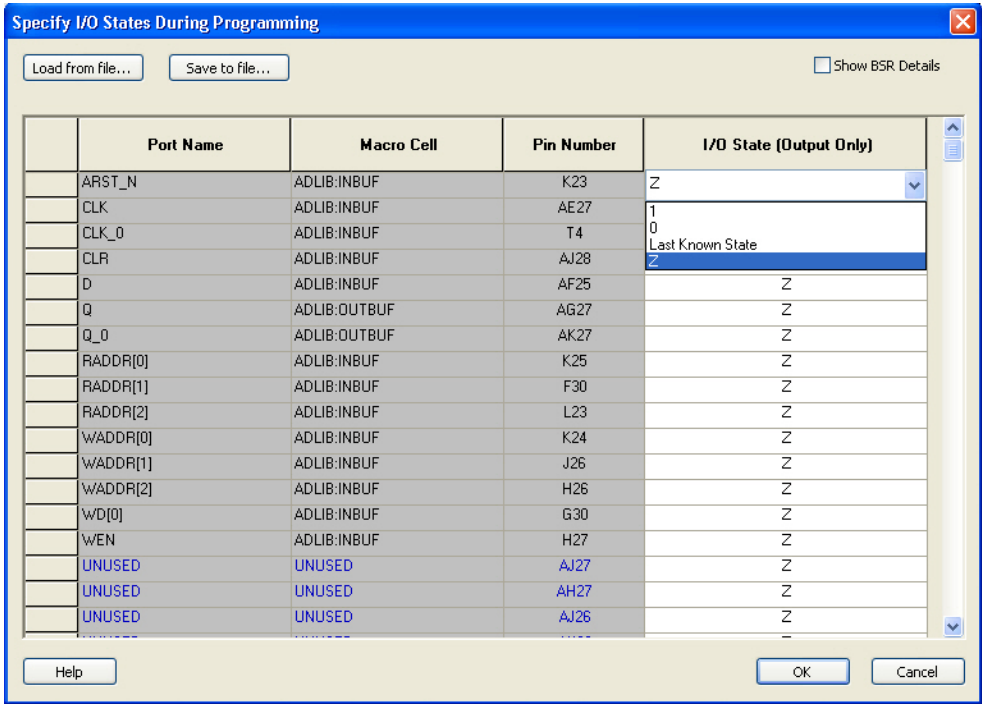 Specify I/O States During Programming
Load from file... Save to file... Show BSR Details
Port Name Macro Cell Pin Number I/O State (Output Only)
ARST_N ADLIB:INBUF K23 Z
CLK ADLIB:INBUF AE27 1
CLK_0 ADLIB:INBUF T4 0
Last Known State
CLR ADLIB:INBUF AJ28 Z
D ADLIB:INBUF AF25 Z
Q ADLIB:OUTBUF AG27 Z
Q_0 ADLIB:OUTBUF AK27 Z
RADDR[0] ADLIB:INBUF K25 Z
RADDR[1] ADLIB:INBUF F30 Z
RADDR[2] ADLIB:INBUF L23 Z
WADDR[0] ADLIB:INBUF K24 Z
WADDR[1] ADLIB:INBUF J26 Z
WADDR[2] ADLIB:INBUF H26 Z
WD[0] ADLIB:INBUF G30 Z
WEN ADLIB:INBUF H27 Z
UNUSED UNUSED AJ27 Z
UNUSED UNUSED AH27 Z
UNUSED UNUSED AJ26 Z
Help OK Cancel